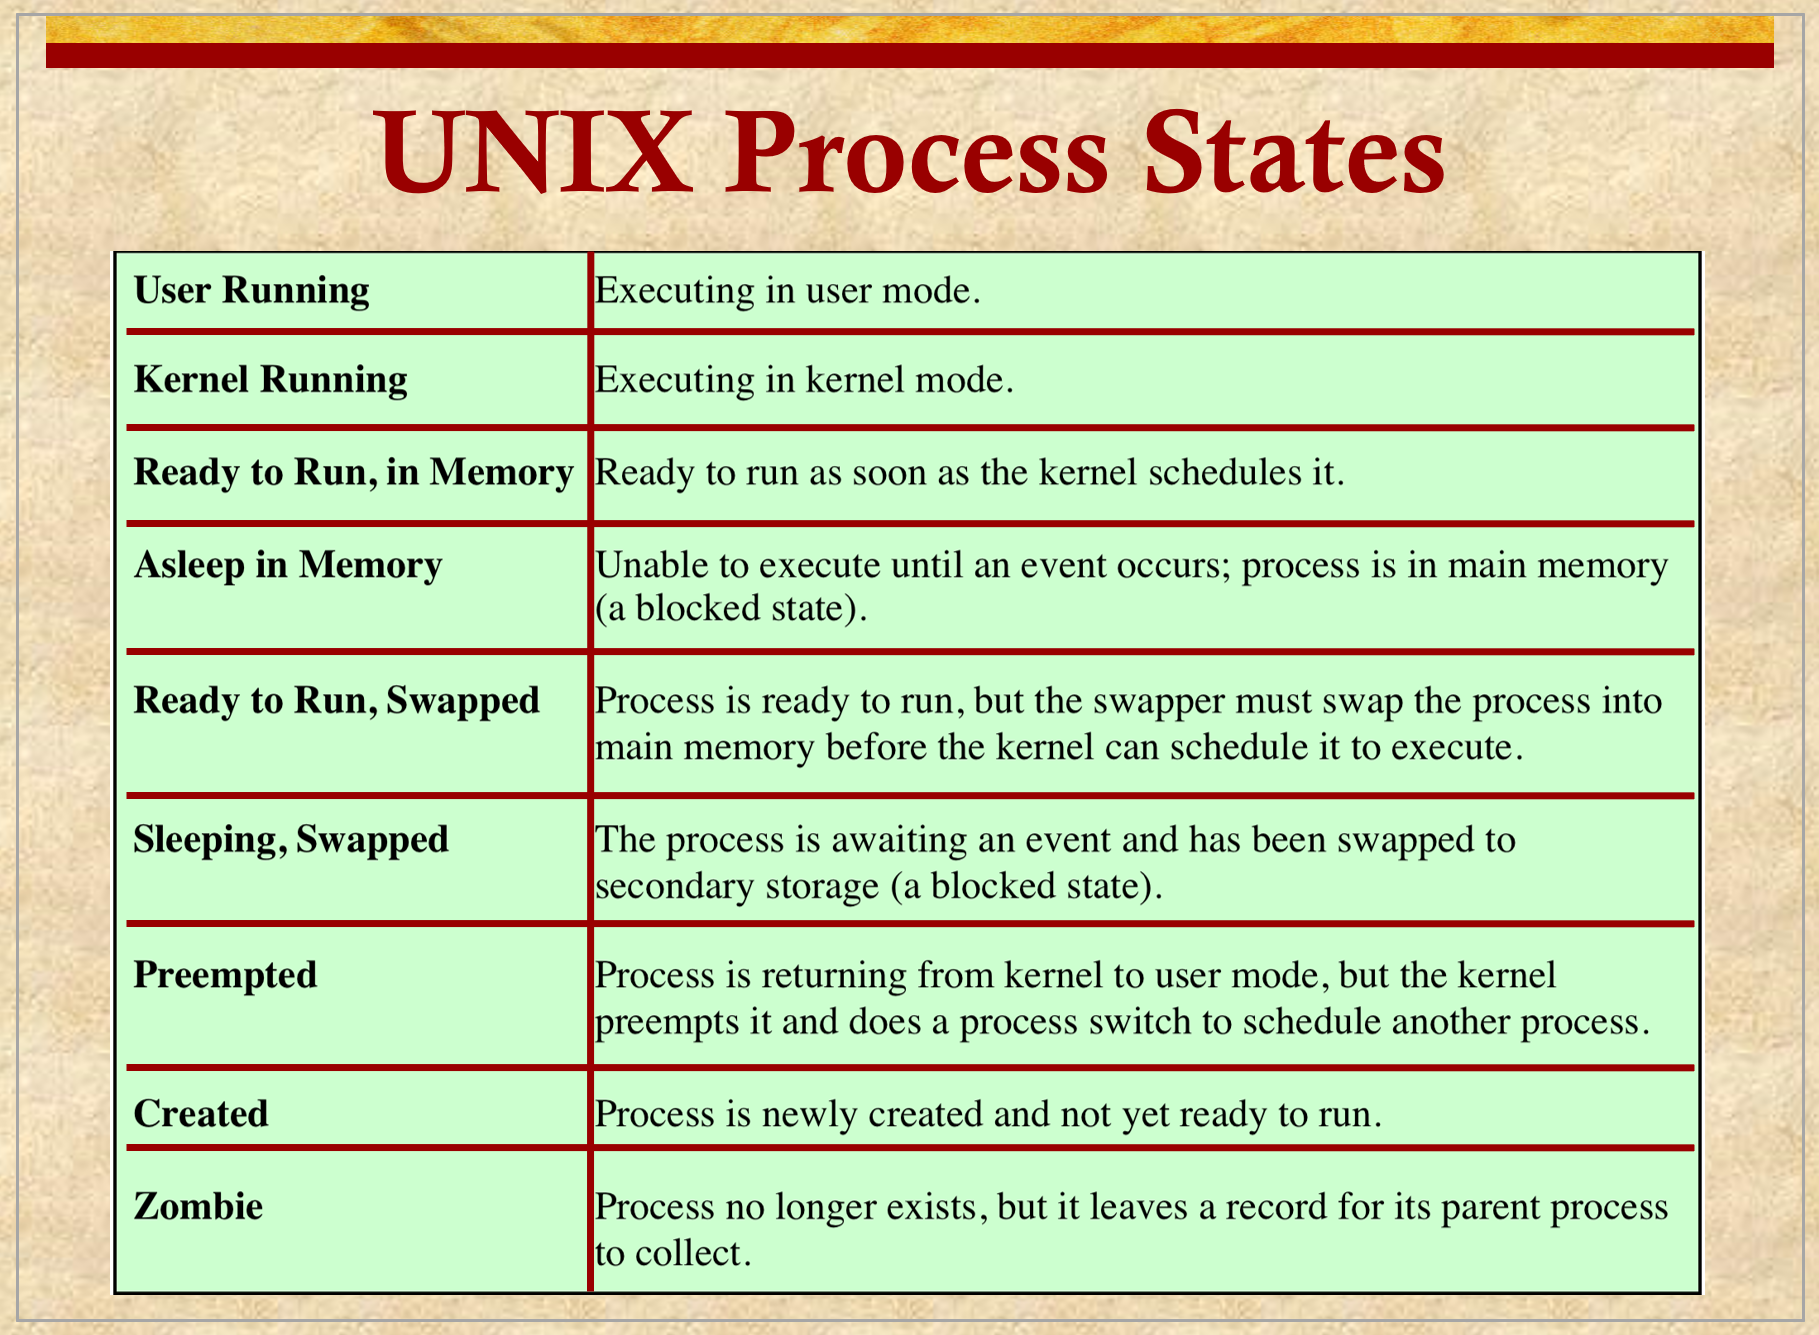 UNIX Process States
User Running
Executing in user mode.
Kernel Running
Executing in kernel mode.
Ready to Run, in Memory
Ready to run as soon as the kernel schedules it.
Asleep in Memory
Unable to execute until an event occurs; process is in main memory
(a blocked state).
Ready to Run, Swapped
Process is ready to run, but the swapper must swap the process into
main memory before the kernel can schedule it to execute.
Sleeping, Swapped
The process is awaiting an event and has been swapped to
secondary storage (a blocked state).
Preempted
Process is returning from kernel to user mode, but the kernel
preempts it and does a process switch to schedule another process.
Created
Process is newly created and not yet ready to run.
Zombie
Process no longer exists, but it leaves a record for its parent process
to collect.